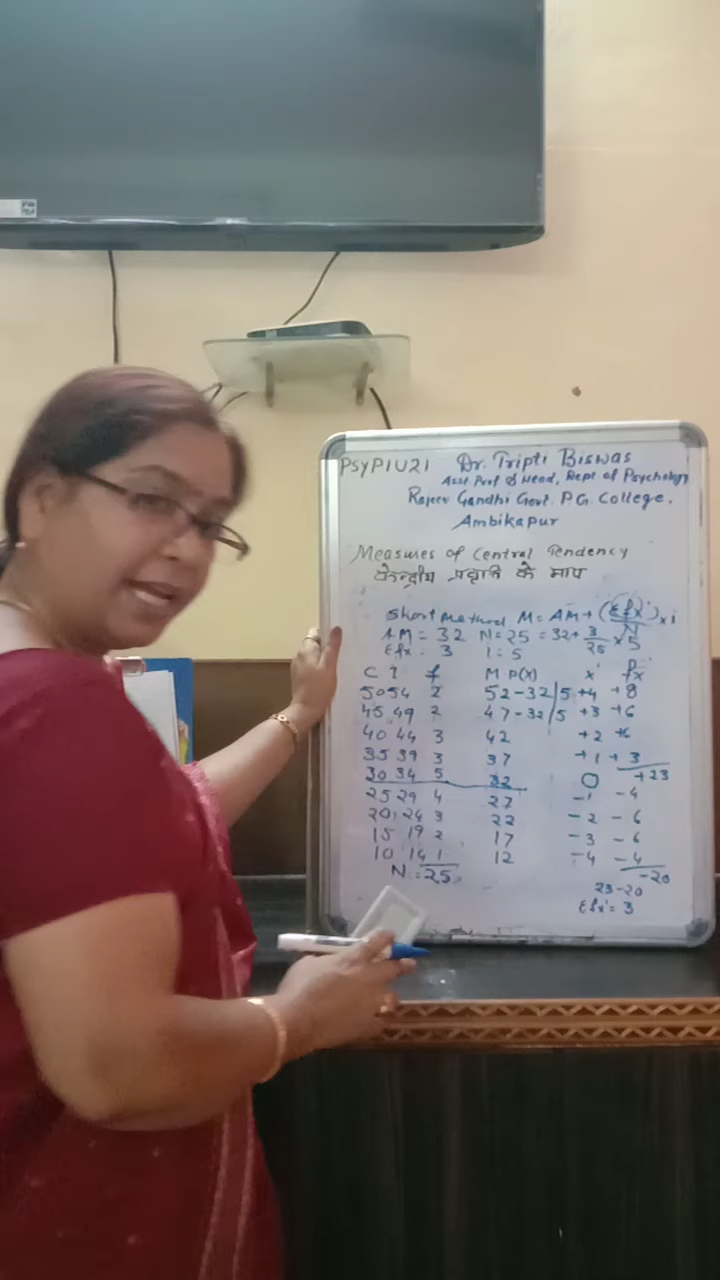 PSYP1U21 Dr. Tripti Biswas
Asst Prof & Head, Dept of Psychology
Rajeev Gandhi Govt. P.G. College.
Ambikapur
Measures of Central Tendency
केन्द्रीय प्रवृत्ति के माप
Short Method M = AM + (Σfx')/N × i
AM = 32 N = 25 = 32 + 3/25 × 5
Σfx = 3 i = 5
C I f M P(X) x' fx'
50 54 2 52-32/5 +4 +8
45 49 2 47-32/5 +3 +6
40 44 3 42 +2 +6
35 39 3 37 +1 +3
30 34 5 32 0 +23
25 29 4 27 -1 -4
20 24 3 22 -2 -6
15 19 2 17 -3 -6
10 14 1 12 -4 -4
N = 25 -20
23-20
Σfx' = 3